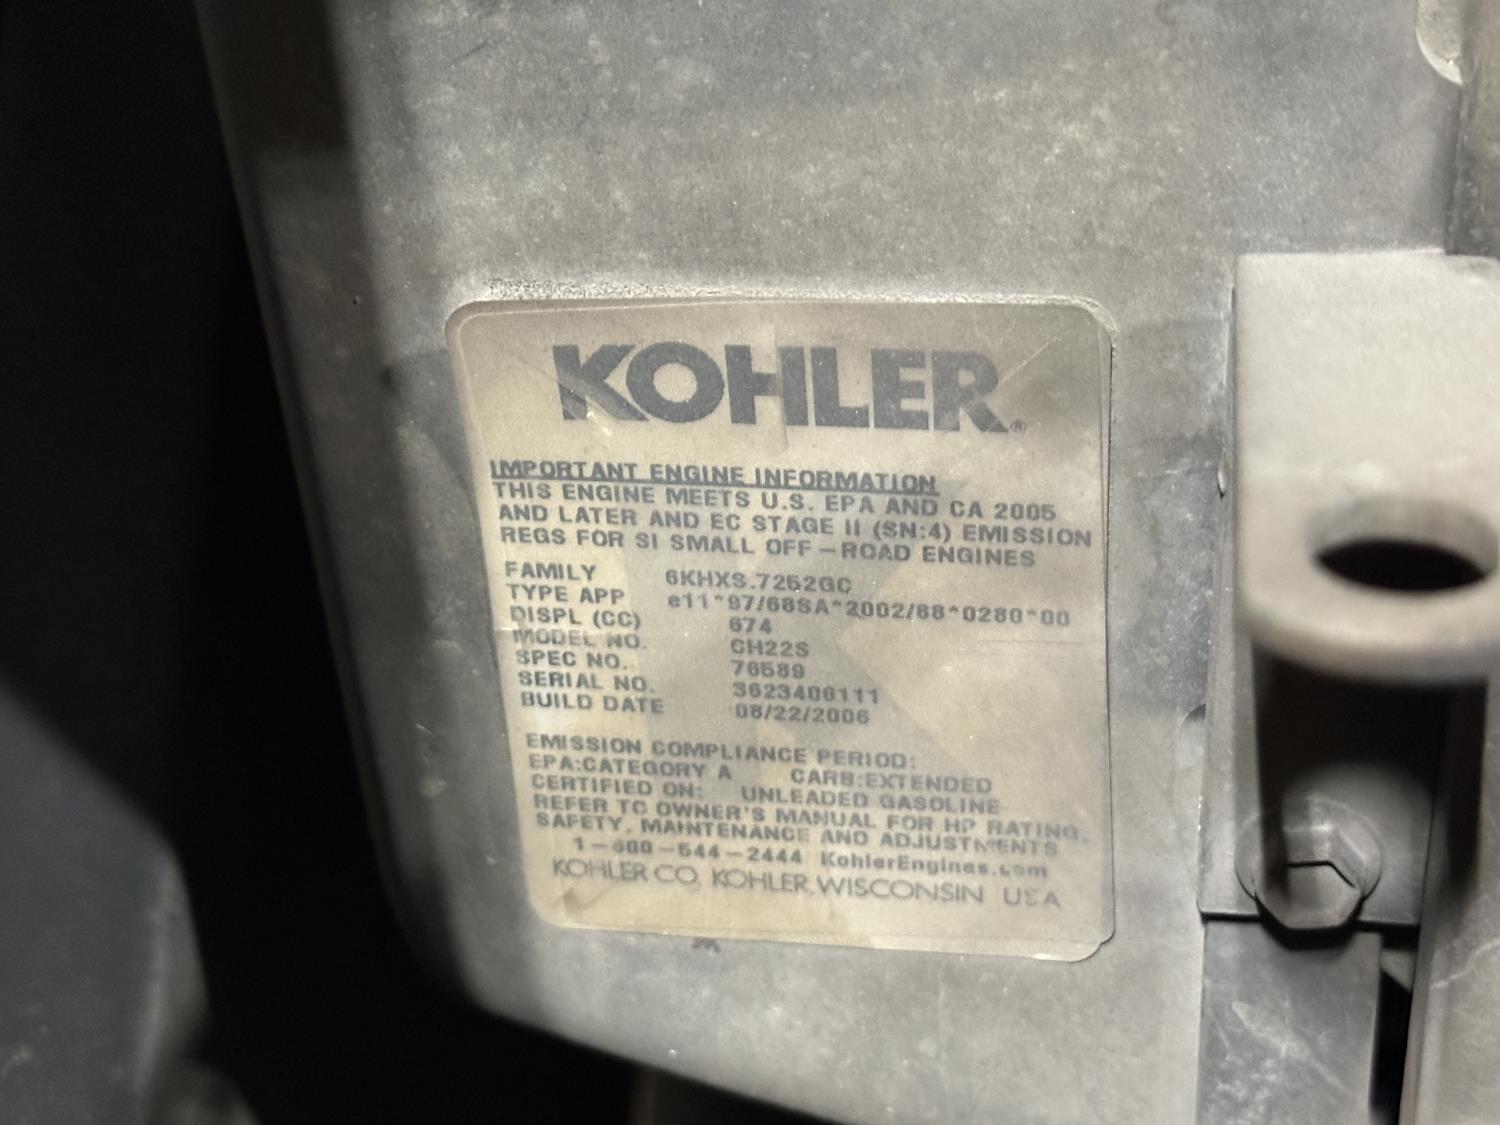 KOHLER®
IMPORTANT ENGINE INFORMATION
THIS ENGINE MEETS U.S. EPA AND CA 2005
AND LATER AND EC STAGE II (SN:4) EMISSION
REGS FOR SI SMALL OFF-ROAD ENGINES
FAMILY 6KHXS.7252GC
TYPE APP e11*97/68SA*2002/88*0280*00
DISPL (CC) 674
MODEL NO. CH22S
SPEC NO. 76589
SERIAL NO. 3623406111
BUILD DATE 08/22/2006
EMISSION COMPLIANCE PERIOD:
EPA:CATEGORY A CARB:EXTENDED
CERTIFIED ON: UNLEADED GASOLINE
REFER TO OWNER'S MANUAL FOR HP RATING,
SAFETY, MAINTENANCE AND ADJUSTMENTS
1-800-544-2444 KohlerEngines.com
KOHLER CO. KOHLER, WISCONSIN USA